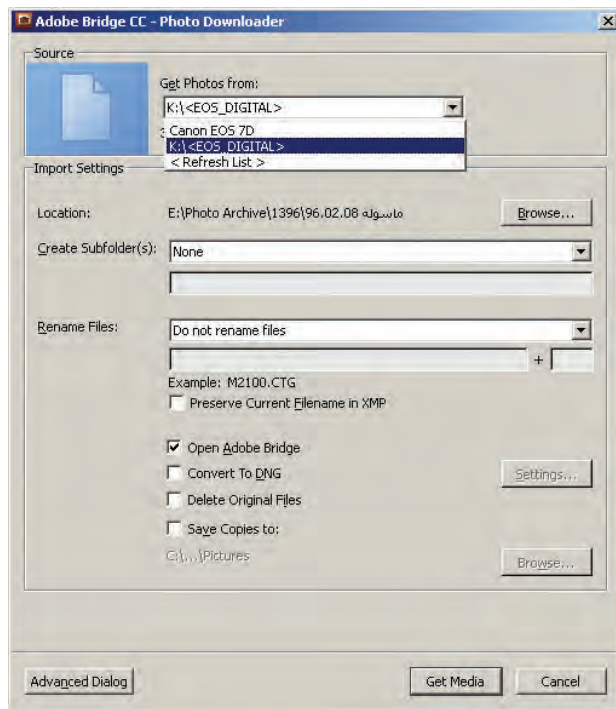 Adobe Bridge CC - Photo Downloader
Source
Get Photos from:
K:\<EOS_DIGITAL>
Canon EOS 7D
K:\<EOS_DIGITAL>
< Refresh List >
Import Settings
Location: E:\Photo Archive\1396\96.02.08 ماسوله Browse...
Create Subfolder(s): None
Rename Files: Do not rename files
+
Example: M2100.CTG
Preserve Current Filename in XMP
Open Adobe Bridge
Convert To DNG Settings...
Delete Original Files
Save Copies to:
C:\...\Pictures Browse...
Advanced Dialog Get Media Cancel